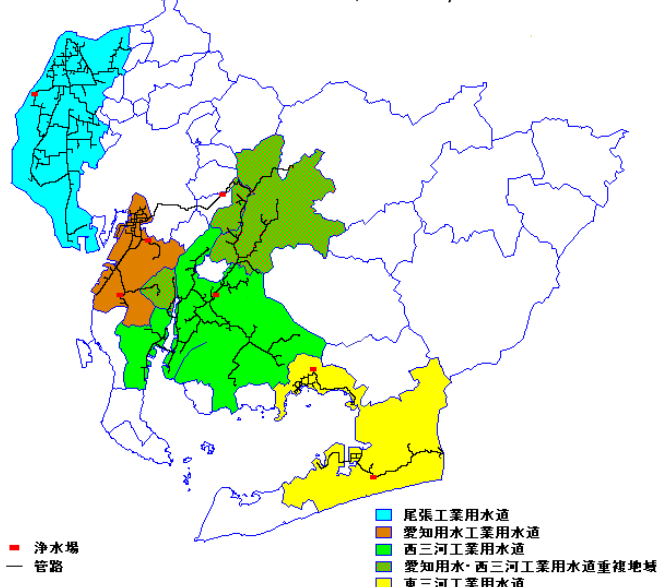 浄水場
管路
尾張工業用水道
愛知用水工業用水道
西三河工業用水道
愛知用水・西三河工業用水道重複地域
東三河工業用水道